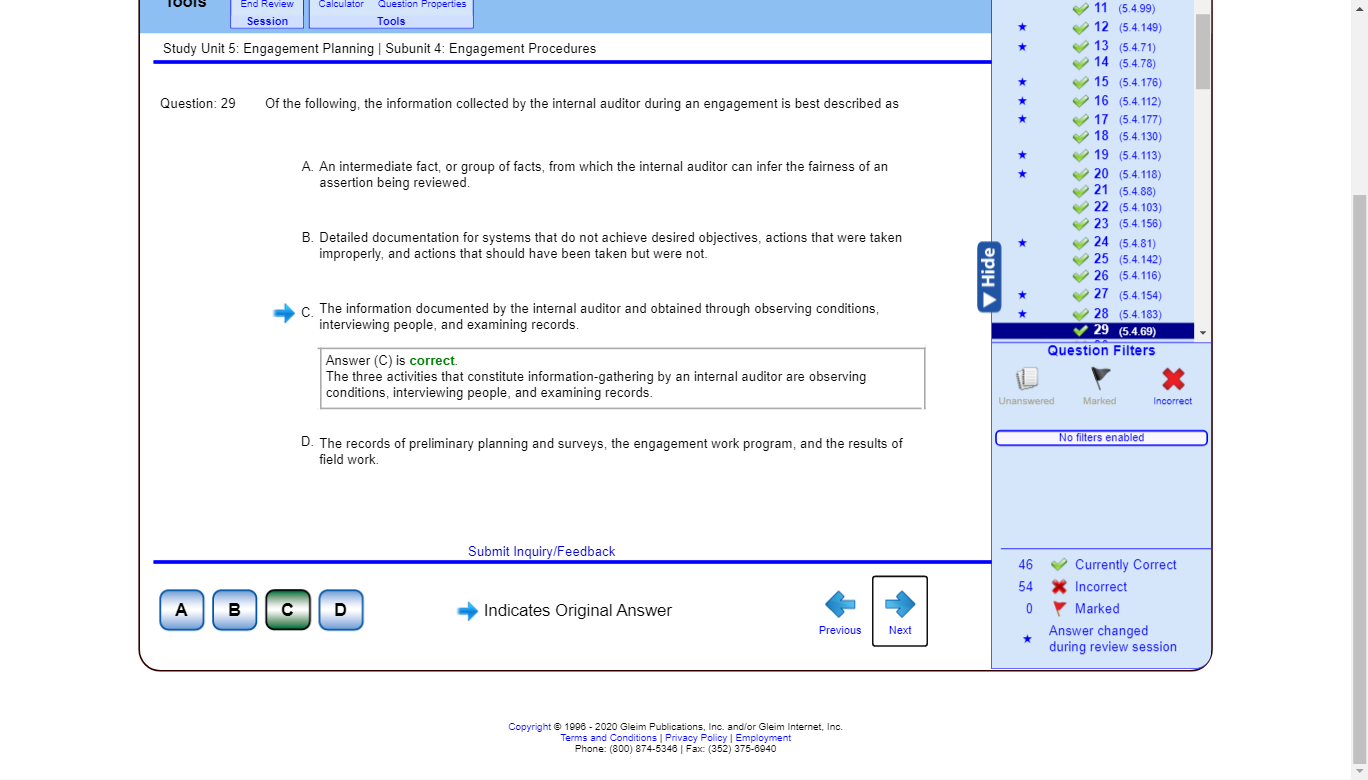 Tools
End Review
Session
Calculator Question Properties
Tools
Study Unit 5: Engagement Planning | Subunit 4: Engagement Procedures
Question: 29 Of the following, the information collected by the internal auditor during an engagement is best described as
A. An intermediate fact, or group of facts, from which the internal auditor can infer the fairness of an
assertion being reviewed.
B. Detailed documentation for systems that do not achieve desired objectives, actions that were taken
improperly, and actions that should have been taken but were not.
C. The information documented by the internal auditor and obtained through observing conditions,
interviewing people, and examining records.
Answer (C) is correct.
The three activities that constitute information-gathering by an internal auditor are observing
conditions, interviewing people, and examining records.
D. The records of preliminary planning and surveys, the engagement work program, and the results of
field work.
Submit Inquiry/Feedback
A B C D
Indicates Original Answer
Previous
Next
Hide
11 (5.4.99)
12 (5.4.149)
13 (5.4.71)
14 (5.4.78)
15 (5.4.176)
16 (5.4.112)
17 (5.4.177)
18 (5.4.130)
19 (5.4.113)
20 (5.4.118)
21 (5.4.88)
22 (5.4.103)
23 (5.4.156)
24 (5.4.81)
25 (5.4.142)
26 (5.4.116)
27 (5.4.154)
28 (5.4.183)
29 (5.4.69)
Question Filters
Unanswered Marked Incorrect
No filters enabled
46 Currently Correct
54 Incorrect
0 Marked
Answer changed
during review session
Copyright © 1996 - 2020 Gleim Publications, Inc. and/or Gleim Internet, Inc.
Terms and Conditions | Privacy Policy | Employment
Phone: (800) 874-5346 | Fax: (352) 375-6940